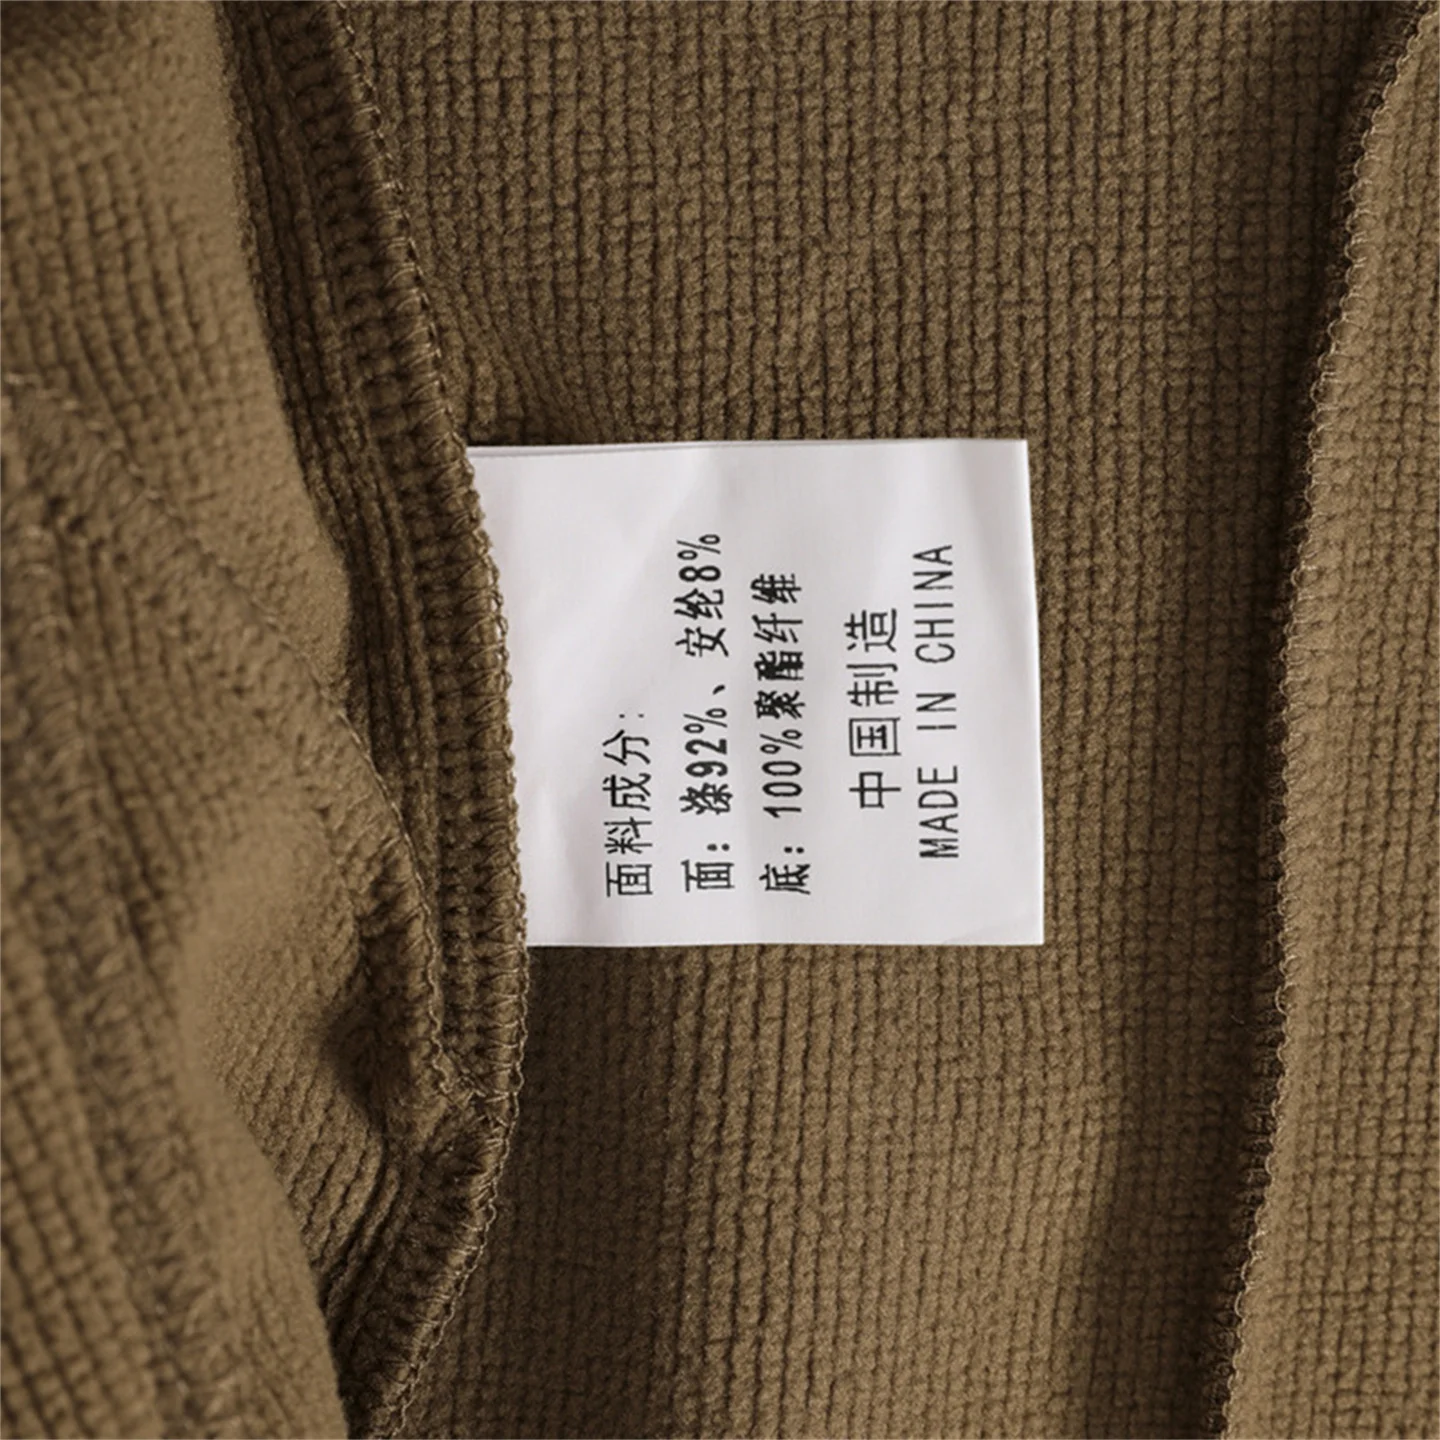 面料成分:
面: 涤92%、安纶8%
底: 100%聚酯纤维
中国制造
MADE IN CHINA